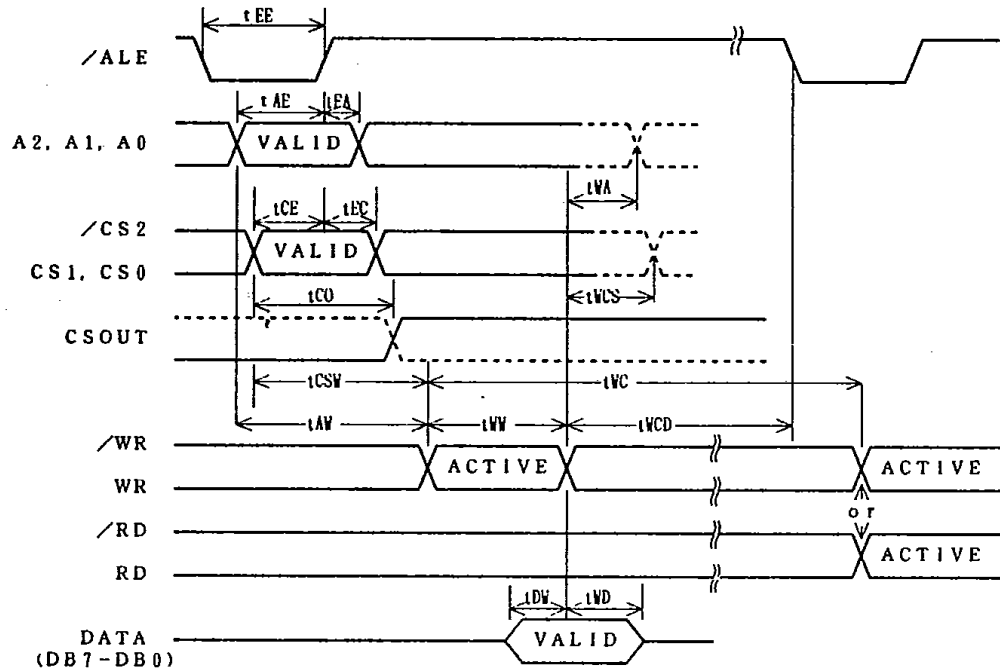 tEE
/ALE
tAE tEA
A2, A1, A0 VALID
tWA
tCE tEC
/CS2
VALID
CS1, CS0
tCO tWCS
CSOUT
tCSW tWC
tAW tWW tWCD
/WR
ACTIVE ACTIVE
WR
or
/RD
ACTIVE
RD
tDW tWD
DATA VALID
(DB7-DB0)